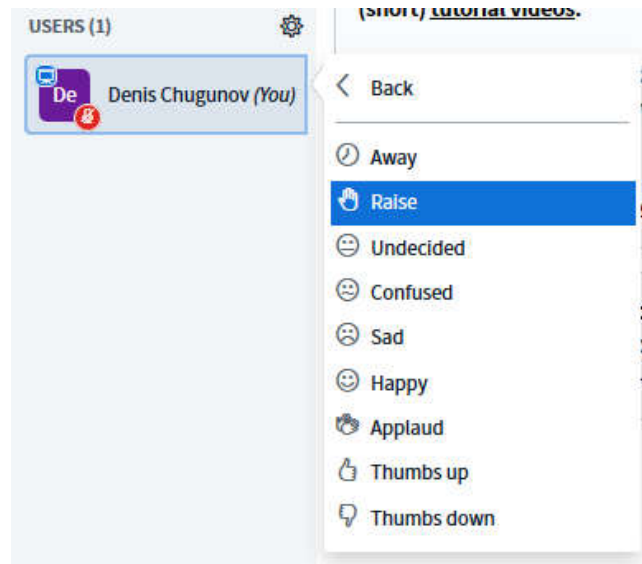 USERS (1)
(short) tutorial videos.
De
Denis Chugunov (You)
Back
Away
Raise
Undecided
Confused
Sad
Happy
Applaud
Thumbs up
Thumbs down